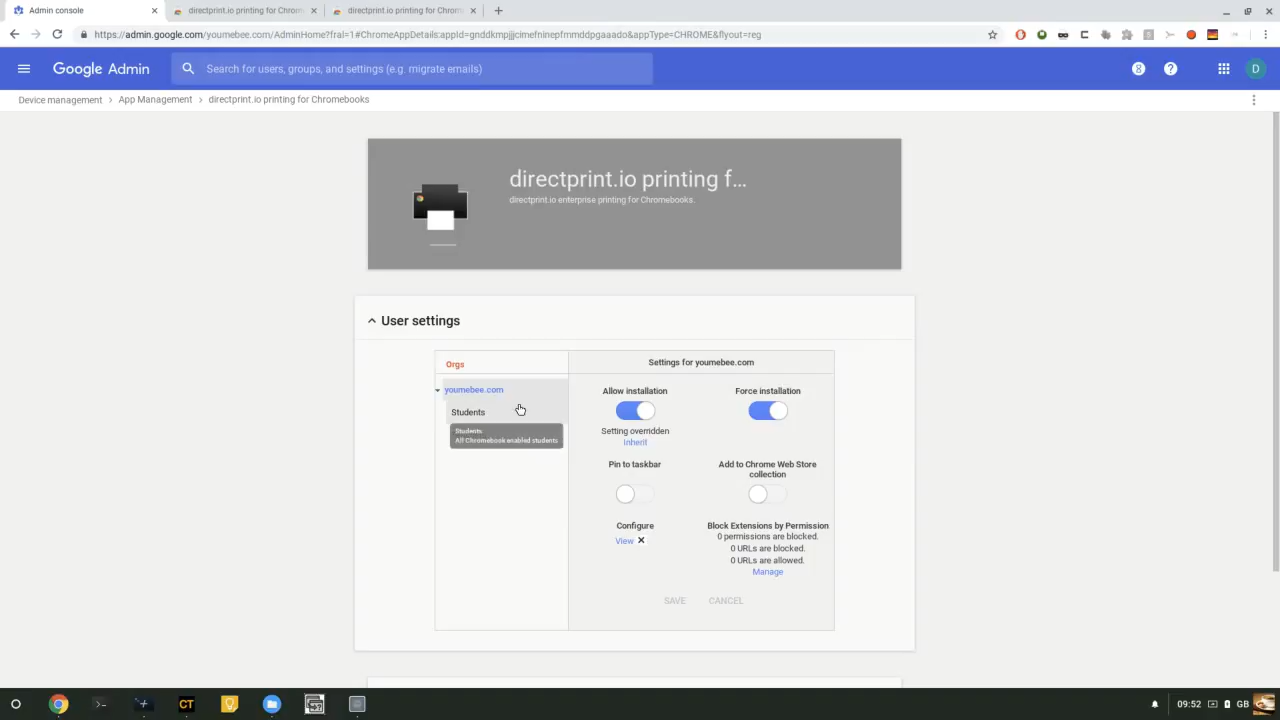 Admin console
directprint.io printing for Chrom
directprint.io printing for Chrom
https://admin.google.com/youmebee.com/AdminHome?fral=1#ChromeAppDetails:appId=gnddkmpjjjcimefninepfmmddpgaaado&appType=CHROME&flyout=reg
Google Admin
Search for users, groups, and settings (e.g. migrate emails)
D
Device management
App Management
directprint.io printing for Chromebooks
directprint.io printing f...
directprint.io enterprise printing for Chromebooks.
User settings
Orgs
youmebee.com
Students
Students
All Chromebook enabled students
Settings for youmebee.com
Allow installation
Force installation
Setting overridden
Inherit
Pin to taskbar
Add to Chrome Web Store
collection
Configure
View
Block Extensions by Permission
0 permissions are blocked.
0 URLs are blocked.
0 URLs are allowed.
Manage
SAVE
CANCEL
CT
09:52
GB